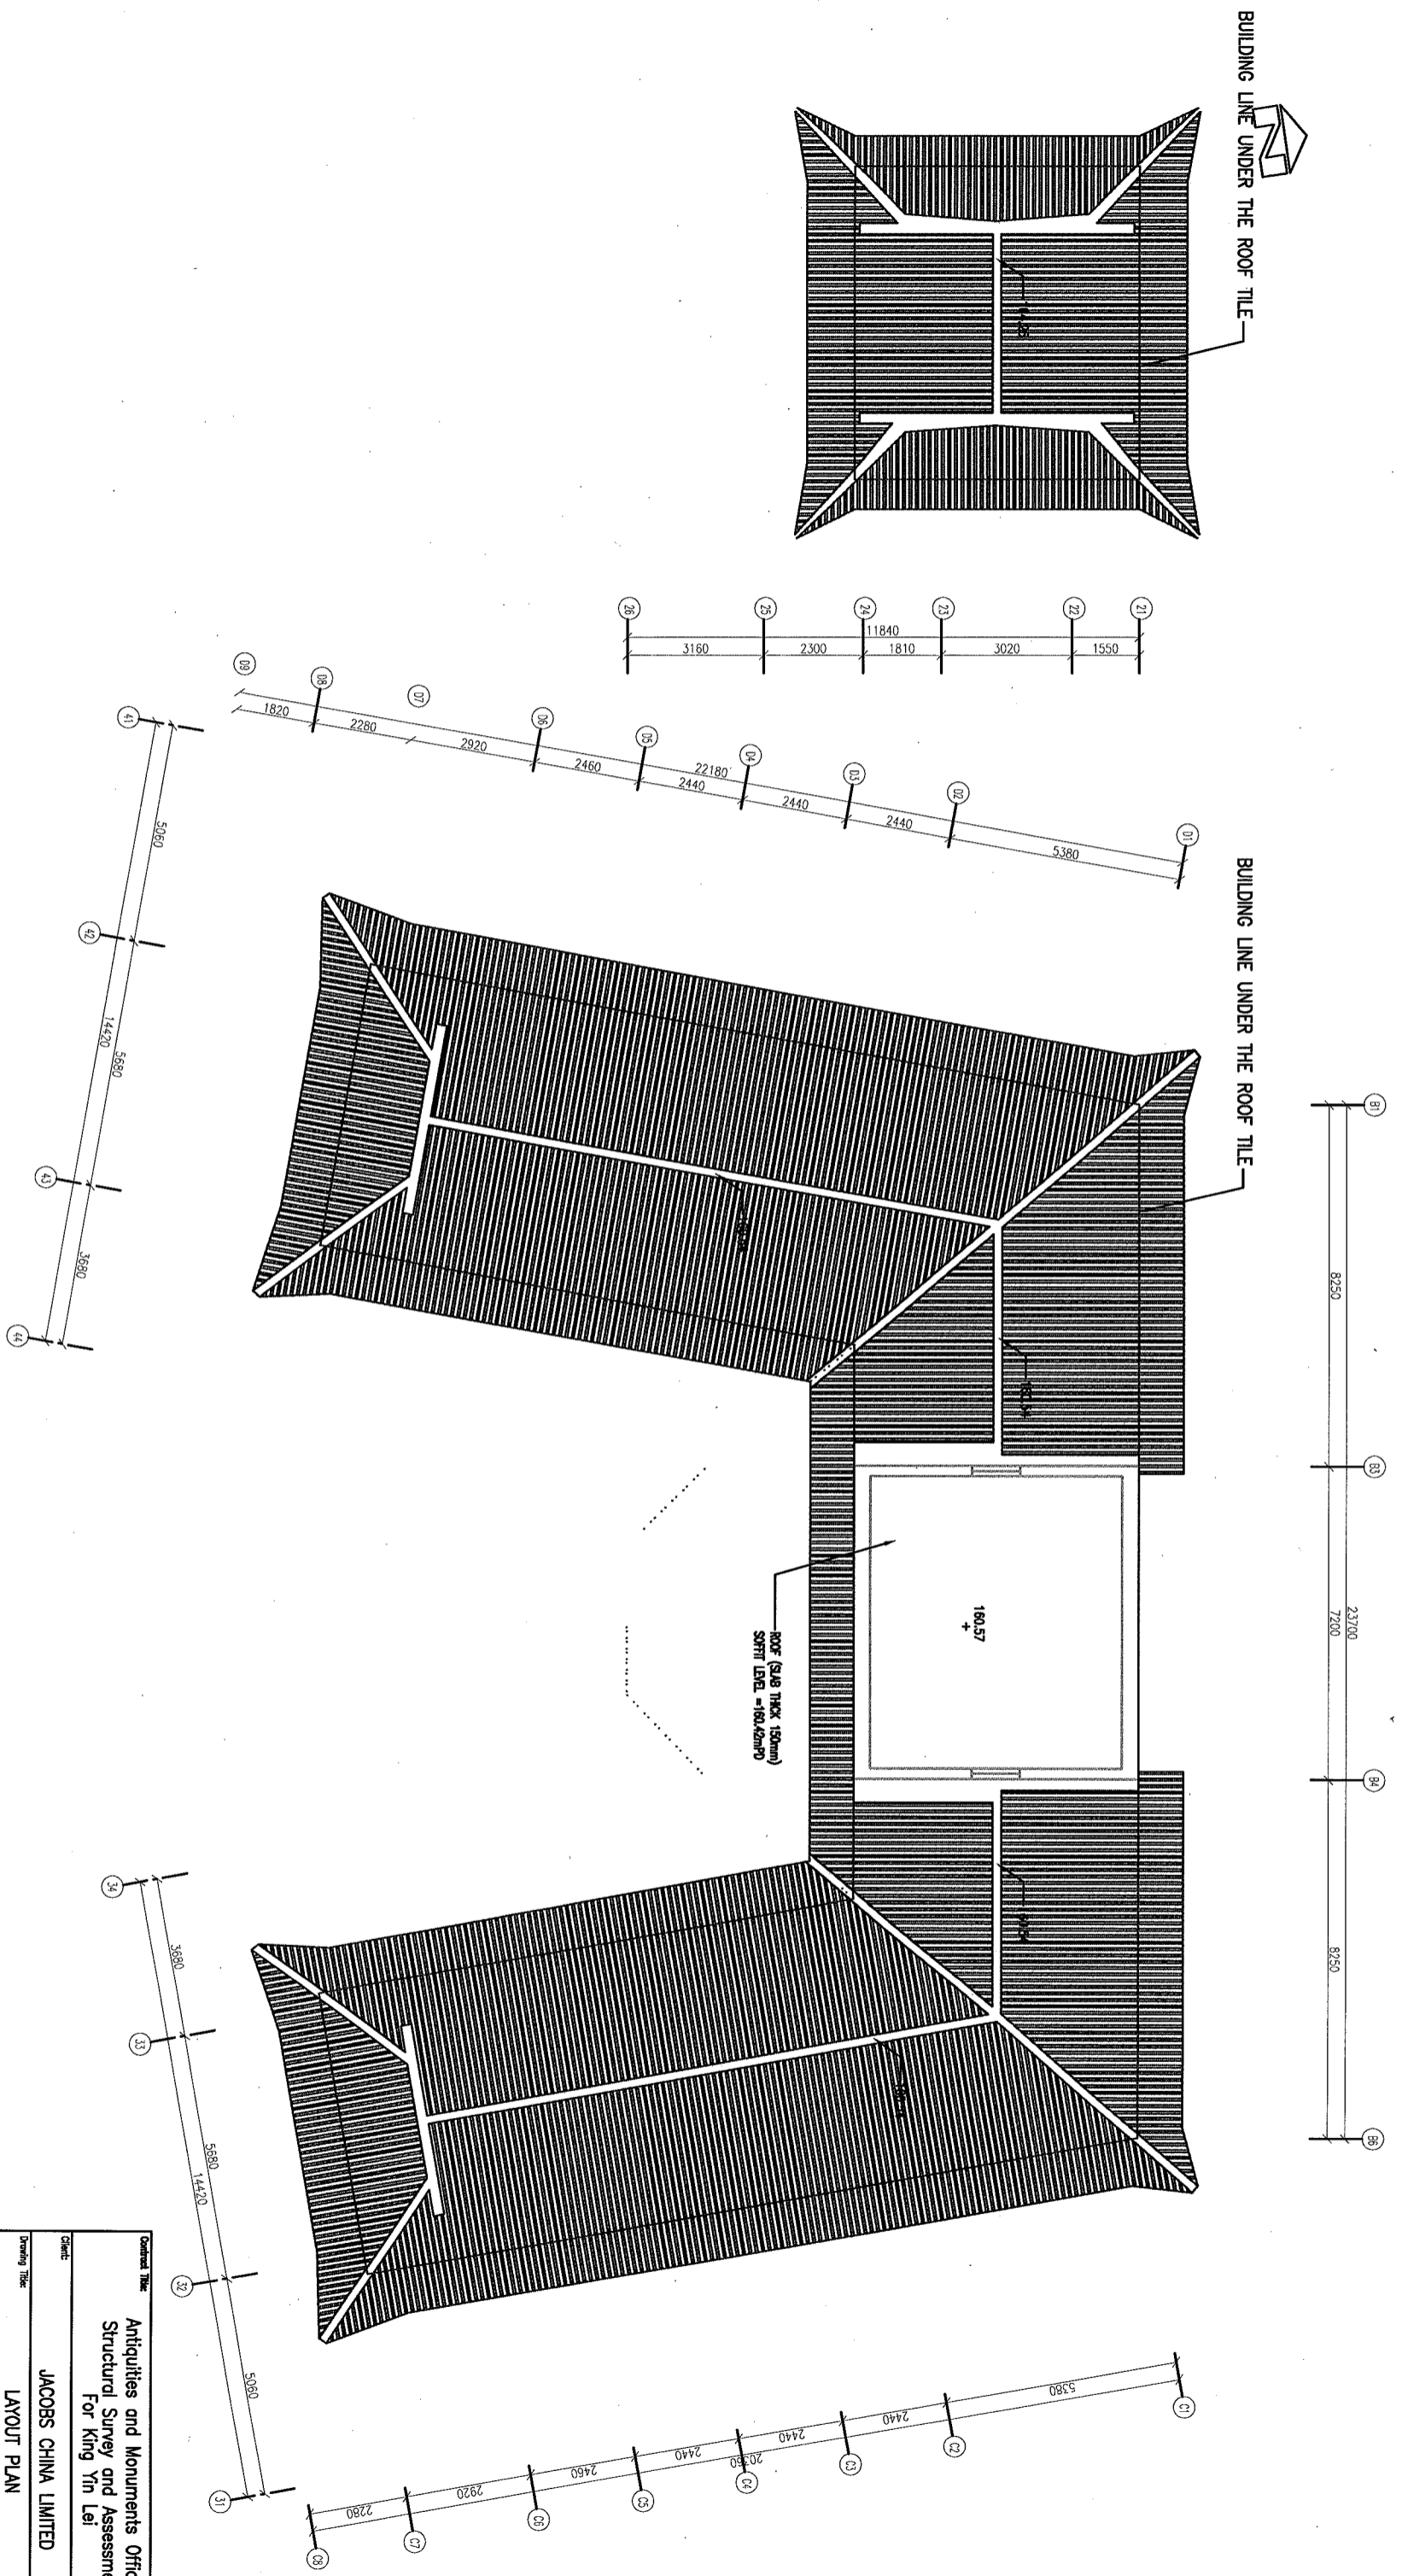 BUILDING LINE UNDER THE ROOF TILE
21
22
23
24
25
26
11840
1550
3020
1810
2300
3160
BUILDING LINE UNDER THE ROOF TILE
D1
D2
D3
D4
D5
D6
D7
D8
D9
22180
5380
2440
2440
2440
2460
2920
2280
1820
41
42
43
44
5060
5680
3680
14420
B1
B3
B4
B6
23700
8250
7200
8250
160.57
+
ROOF (SLAB THICK 150mm)
SOFFIT LEVEL =160.42mPD
34
33
32
31
3680
5680
5060
14420
C1
C2
C3
C4
C5
C6
C7
C8
5380
2440
2440
2440
2460
2920
2280
20360
Contract Title:
Antiquities and Monuments Offic
Structural Survey and Assessme
For King Yin Lei
Client:
JACOBS CHINA LIMITED
Drawing Title:
LAYOUT PLAN